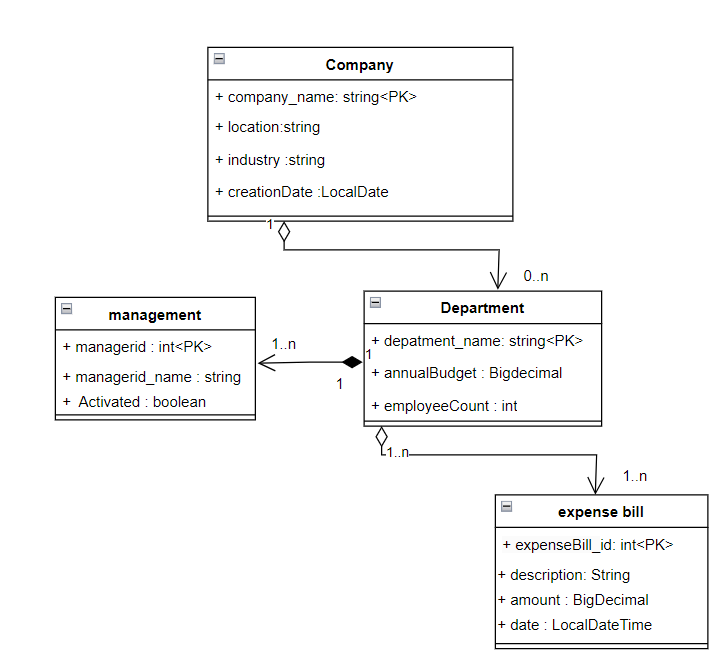 Company
+ company_name: string<PK>
+ location:string
+ industry :string
+ creationDate :LocalDate
1
0..n
management
+ managerid : int<PK>
+ managerid_name : string
+ Activated : boolean
1..n
1
1
Department
+ depatment_name: string<PK>
+ annualBudget : Bigdecimal
+ employeeCount : int
1..n
1..n
expense bill
+ expenseBill_id: int<PK>
+ description: String
+ amount : BigDecimal
+ date : LocalDateTime